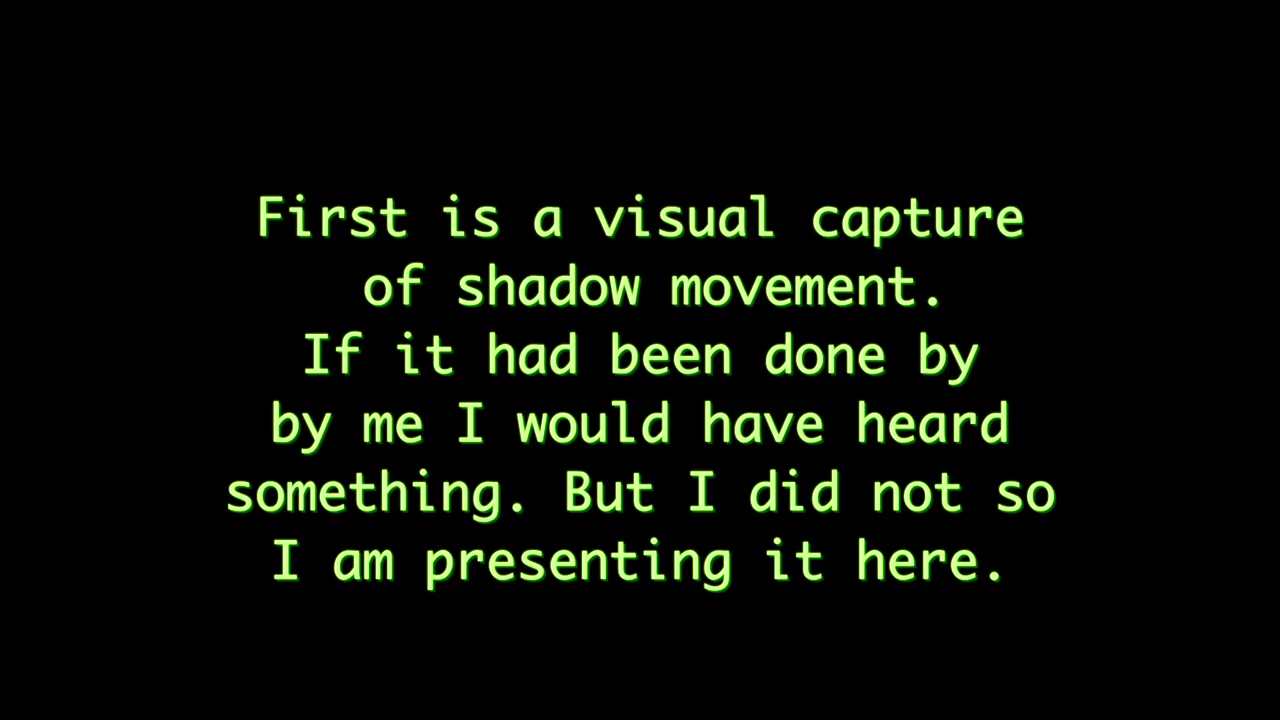 First is a visual capture
of shadow movement.
If it had been done by
by me I would have heard
something. But I did not so
I am presenting it here.